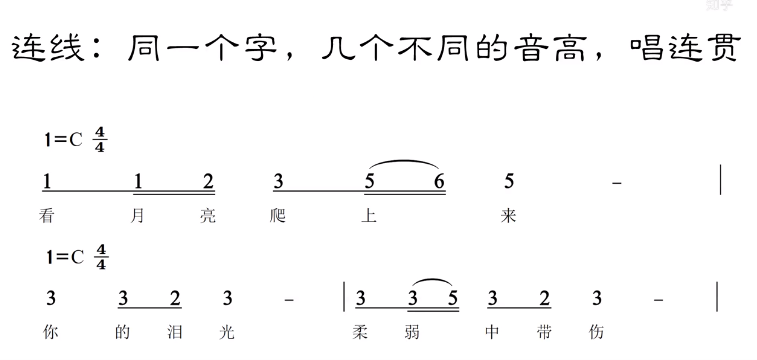 知乎
连线：同一个字，几个不同的音高，唱连贯
1=C 4/4
1 1 2 3 5 6 5 – |
看 月 亮 爬 上 来
1=C 4/4
3 3 2 3 – | 3 3 5 3 2 3 – |
你 的 泪 光 柔 弱 中 带 伤